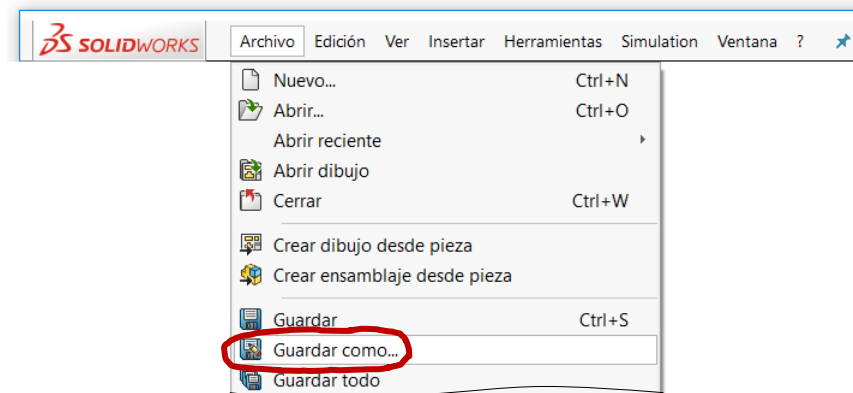 SOLIDWORKS Archivo Edición Ver Insertar Herramientas Simulation Ventana ?
Nuevo... Ctrl+N
Abrir... Ctrl+O
Abrir reciente
Abrir dibujo
Cerrar Ctrl+W
Crear dibujo desde pieza
Crear ensamblaje desde pieza
Guardar Ctrl+S
Guardar como...
Guardar todo